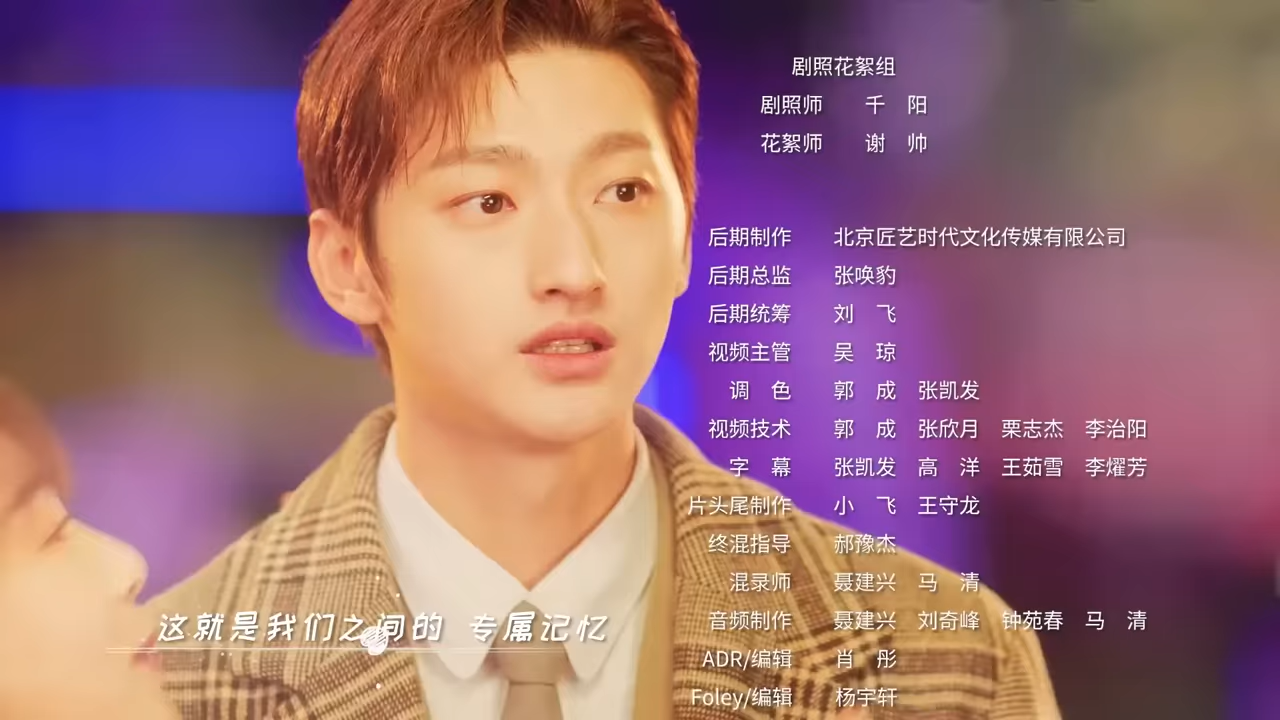 剧照花絮组
剧照师 千 阳
花絮师 谢 帅
后期制作 北京匠艺时代文化传媒有限公司
后期总监 张唤豹
后期统筹 刘 飞
视频主管 吴 琼
调 色 郭 成 张凯发
视频技术 郭 成 张欣月 栗志杰 李治阳
字 幕 张凯发 高 洋 王茹雪 李燿芳
片头尾制作 小 飞 王守龙
终混指导 郝豫杰
混录师 聂建兴 马 清
音频制作 聂建兴 刘奇峰 钟苑春 马 清
ADR/编辑 肖 彤
Foley/编辑 杨宇轩
这就是我们之间的 专属记忆